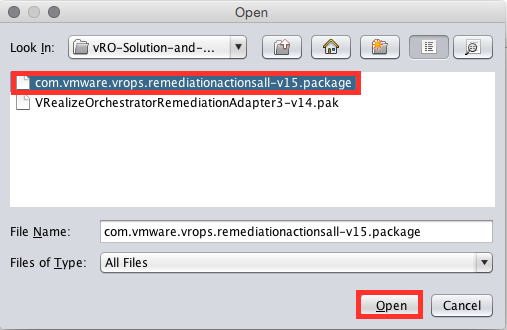 Open
Look In: vRO-Solution-and-...
com.vmware.vrops.remediationactionsall-v15.package
VRealizeOrchestratorRemediationAdapter3-v14.pak
File Name: com.vmware.vrops.remediationactionsall-v15.package
Files of Type: All Files
Open Cancel